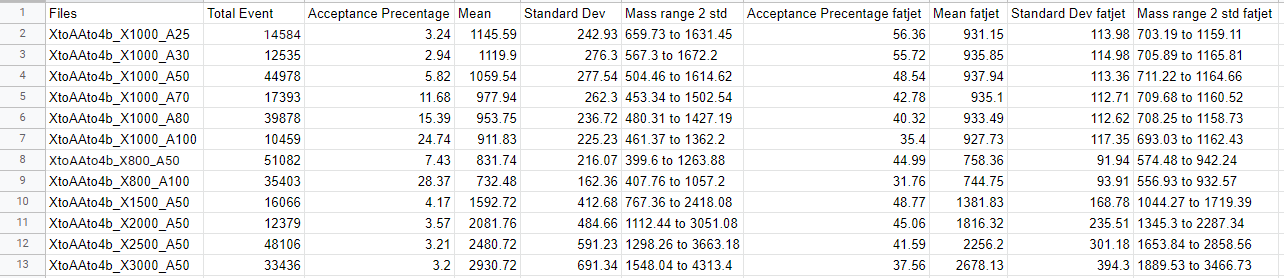 1 Files Total Event Acceptance Precentage Mean Standard Dev Mass range 2 std Acceptance Precentage fatjet Mean fatjet Standard Dev fatjet Mass range 2 std fatjet
2 XtoAAto4b_X1000_A25 14584 3.24 1145.59 242.93 659.73 to 1631.45 56.36 931.15 113.98 703.19 to 1159.11
3 XtoAAto4b_X1000_A30 12535 2.94 1119.9 276.3 567.3 to 1672.2 55.72 935.85 114.98 705.89 to 1165.81
4 XtoAAto4b_X1000_A50 44978 5.82 1059.54 277.54 504.46 to 1614.62 48.54 937.94 113.36 711.22 to 1164.66
5 XtoAAto4b_X1000_A70 17393 11.68 977.94 262.3 453.34 to 1502.54 42.78 935.1 112.71 709.68 to 1160.52
6 XtoAAto4b_X1000_A80 39878 15.39 953.75 236.72 480.31 to 1427.19 40.32 933.49 112.62 708.25 to 1158.73
7 XtoAAto4b_X1000_A100 10459 24.74 911.83 225.23 461.37 to 1362.2 35.4 927.73 117.35 693.03 to 1162.43
8 XtoAAto4b_X800_A50 51082 7.43 831.74 216.07 399.6 to 1263.88 44.99 758.36 91.94 574.48 to 942.24
9 XtoAAto4b_X800_A100 35403 28.37 732.48 162.36 407.76 to 1057.2 31.76 744.75 93.91 556.93 to 932.57
10 XtoAAto4b_X1500_A50 16066 4.17 1592.72 412.68 767.36 to 2418.08 48.77 1381.83 168.78 1044.27 to 1719.39
11 XtoAAto4b_X2000_A50 12379 3.57 2081.76 484.66 1112.44 to 3051.08 45.06 1816.32 235.51 1345.3 to 2287.34
12 XtoAAto4b_X2500_A50 48106 3.21 2480.72 591.23 1298.26 to 3663.18 41.59 2256.2 301.18 1653.84 to 2858.56
13 XtoAAto4b_X3000_A50 33436 3.2 2930.72 691.34 1548.04 to 4313.4 37.56 2678.13 394.3 1889.53 to 3466.73